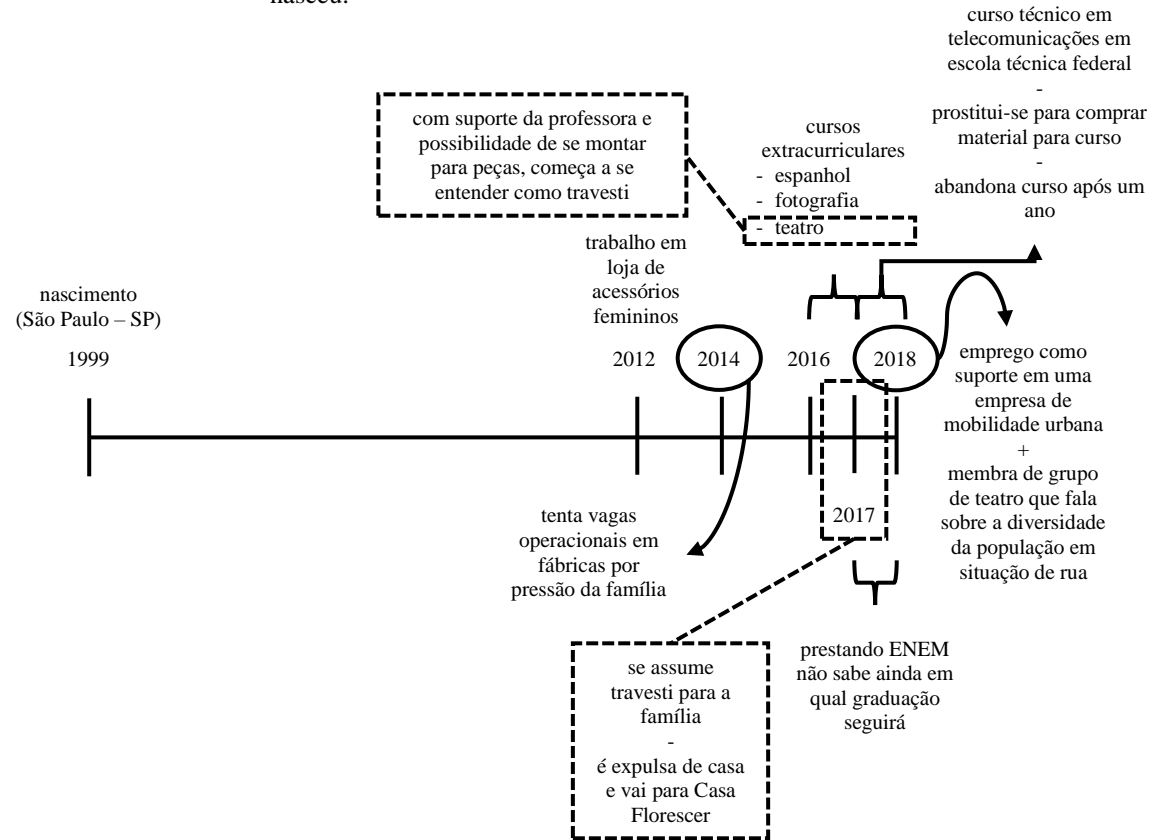 nasceu.
curso técnico em
telecomunicações em
escola técnica federal
-
prostitui-se para comprar
material para curso
-
abandona curso após um
ano
com suporte da professora e
possibilidade de se montar
para peças, começa a se
entender como travesti
cursos
extracurriculares
- espanhol
- fotografia
- teatro
trabalho em
loja de
acessórios
femininos
nascimento
(São Paulo – SP)
1999
2012
2014
2016
2018
emprego como
suporte em uma
empresa de
mobilidade urbana
+
membra de grupo
de teatro que fala
sobre a diversidade
da população em
situação de rua
2017
tenta vagas
operacionais em
fábricas por
pressão da família
se assume
travesti para a
família
-
é expulsa de casa
e vai para Casa
Florescer
prestando ENEM
não sabe ainda em
qual graduação
seguirá